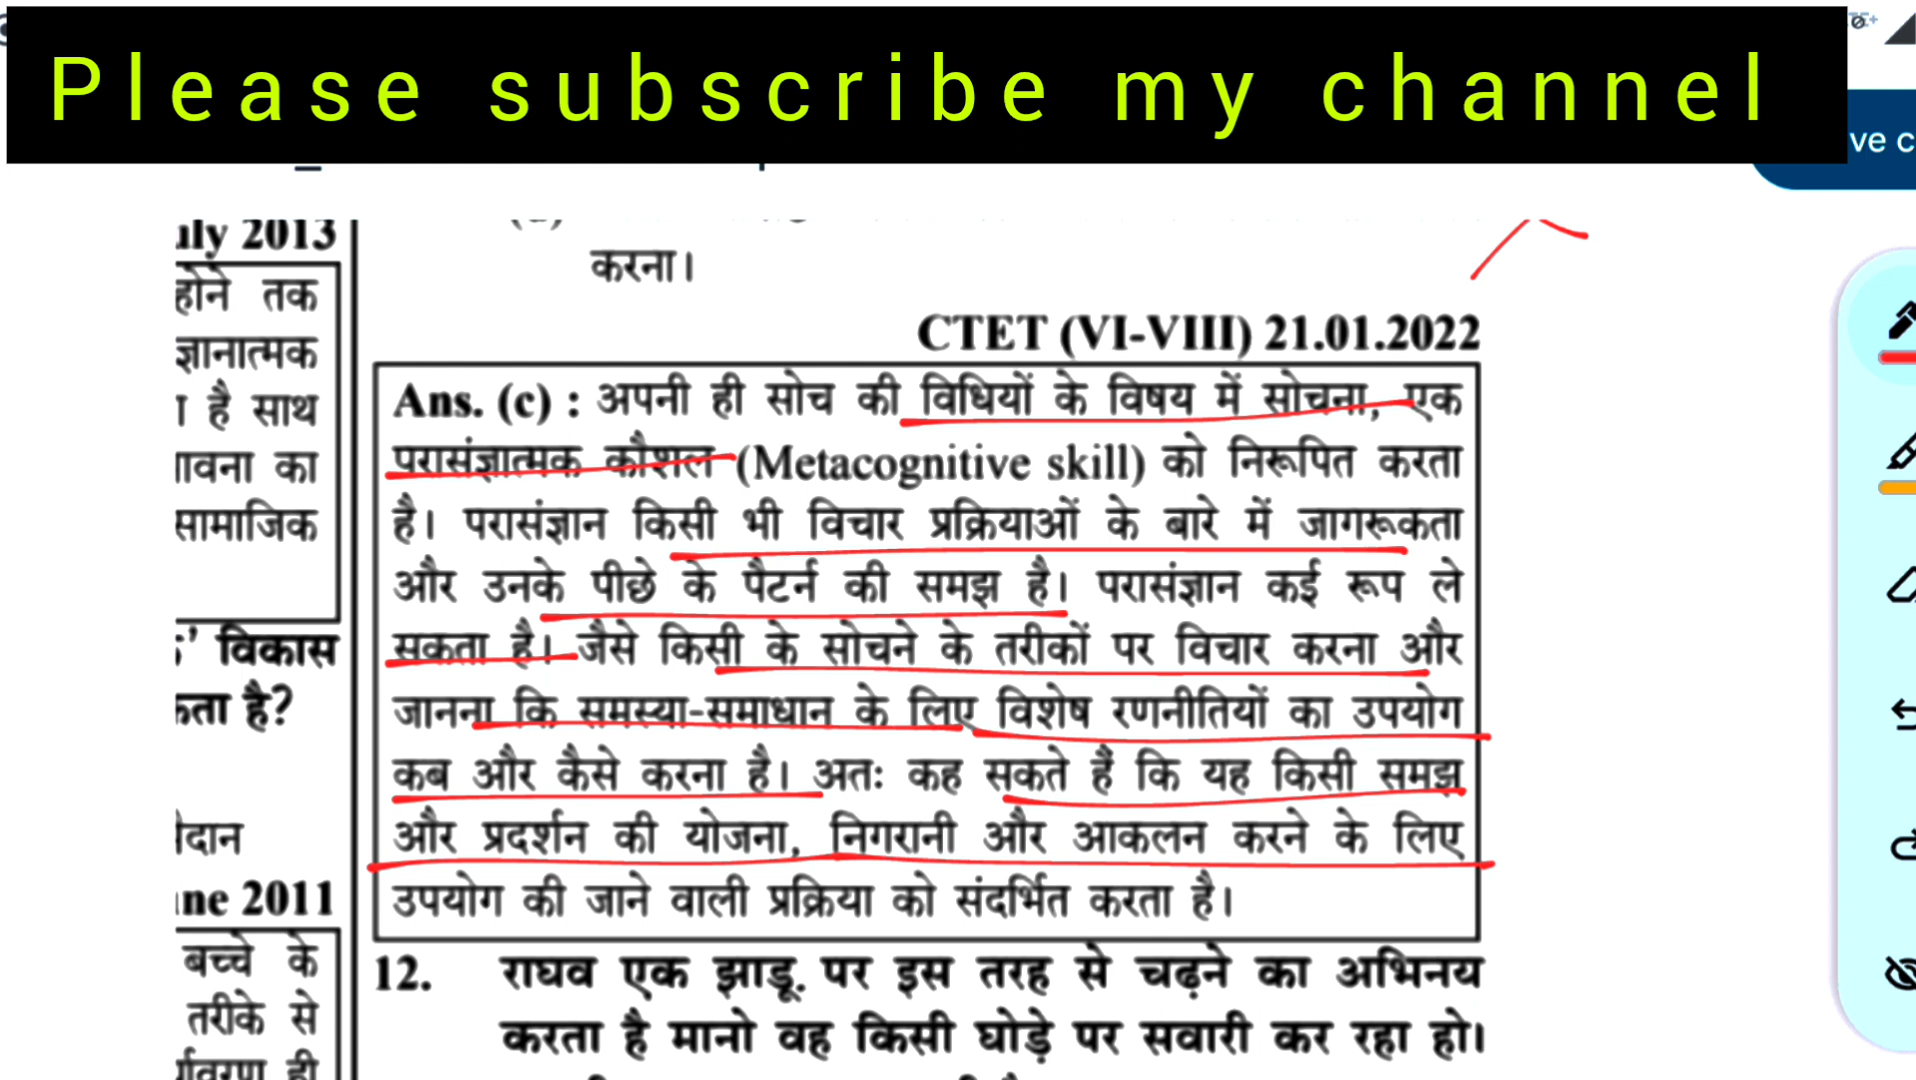 Please subscribe my channel
ve c
uly 2013
होने तक
ज्ञानात्मक
है साथ
ावना का
सामाजिक
' विकास
कता है?
ne 2011
बच्चे के
तरीके से
ही
करना।
CTET (VI-VIII) 21.01.2022
Ans. (c) : अपनी ही सोच की विधियों के विषय में सोचना, एक
परासंज्ञात्मक कौशल (Metacognitive skill) को निरूपित करता
है। परासंज्ञान किसी भी विचार प्रक्रियाओं के बारे में जागरूकता
और उनके पीछे के पैटर्न की समझ है। परासंज्ञान कई रूप ले
सकता है। जैसे किसी के सोचने के तरीकों पर विचार करना और
जानना कि समस्या-समाधान के लिए विशेष रणनीतियों का उपयोग
कब और कैसे करना है। अतः कह सकते हैं कि यह किसी समझ
और प्रदर्शन की योजना, निगरानी और आकलन करने के लिए
उपयोग की जाने वाली प्रक्रिया को संदर्भित करता है।
12. राघव एक झाडू. पर इस तरह से चढ़ने का अभिनय
करता है मानो वह किसी घोड़े पर सवारी कर रहा हो।